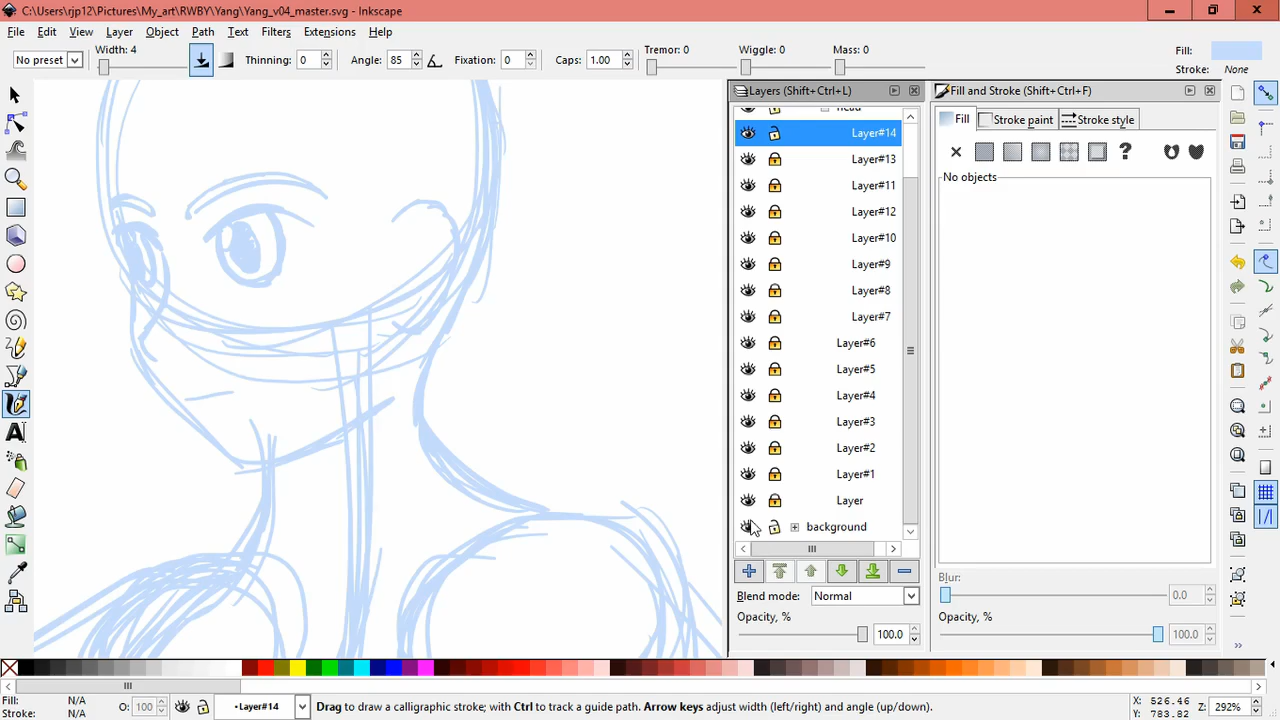 C:\Users\rjp12\Pictures\My_art\RWBY\Yang\Yang_v04_master.svg - Inkscape
File Edit View Layer Object Path Text Filters Extensions Help
No preset Width: 4 Thinning: 0 Angle: 85 Fixation: 0 Caps: 1.00 Tremor: 0 Wiggle: 0 Mass: 0
Layers (Shift+Ctrl+L) Fill and Stroke (Shift+Ctrl+F)
Fill:
Stroke: None
head
Layer#14
Layer#13
Layer#11
Layer#12
Layer#10
Layer#9
Layer#8
Layer#7
Layer#6
Layer#5
Layer#4
Layer#3
Layer#2
Layer#1
Layer
background
Blend mode: Normal
Opacity, %
100.0
Fill Stroke paint Stroke style
?
No objects
Blur:
0.0
Opacity, %
100.0
Fill: N/A
Stroke: N/A
O: 100
•Layer#14
Drag to draw a calligraphic stroke; with Ctrl to track a guide path. Arrow keys adjust width (left/right) and angle (up/down).
X: 526.46
Y: 783.82
Z: 292%